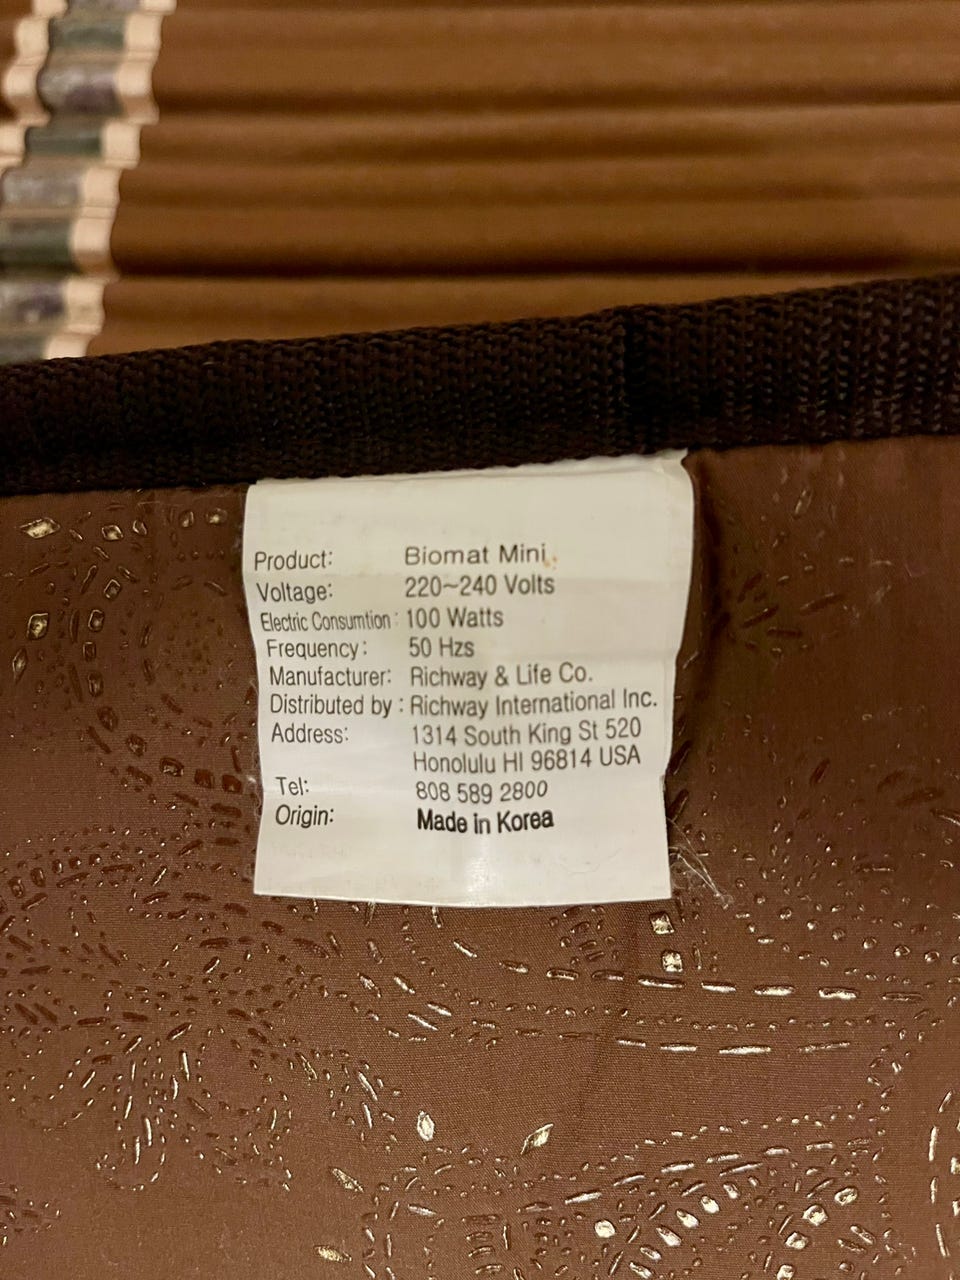 Product: Biomat Mini
Voltage: 220~240 Volts
Electric Consumtion : 100 Watts
Frequency: 50 Hzs
Manufacturer: Richway & Life Co.
Distributed by : Richway International Inc.
Address: 1314 South King St 520
Honolulu HI 96814 USA
Tel: 808 589 2800
Origin: Made in Korea